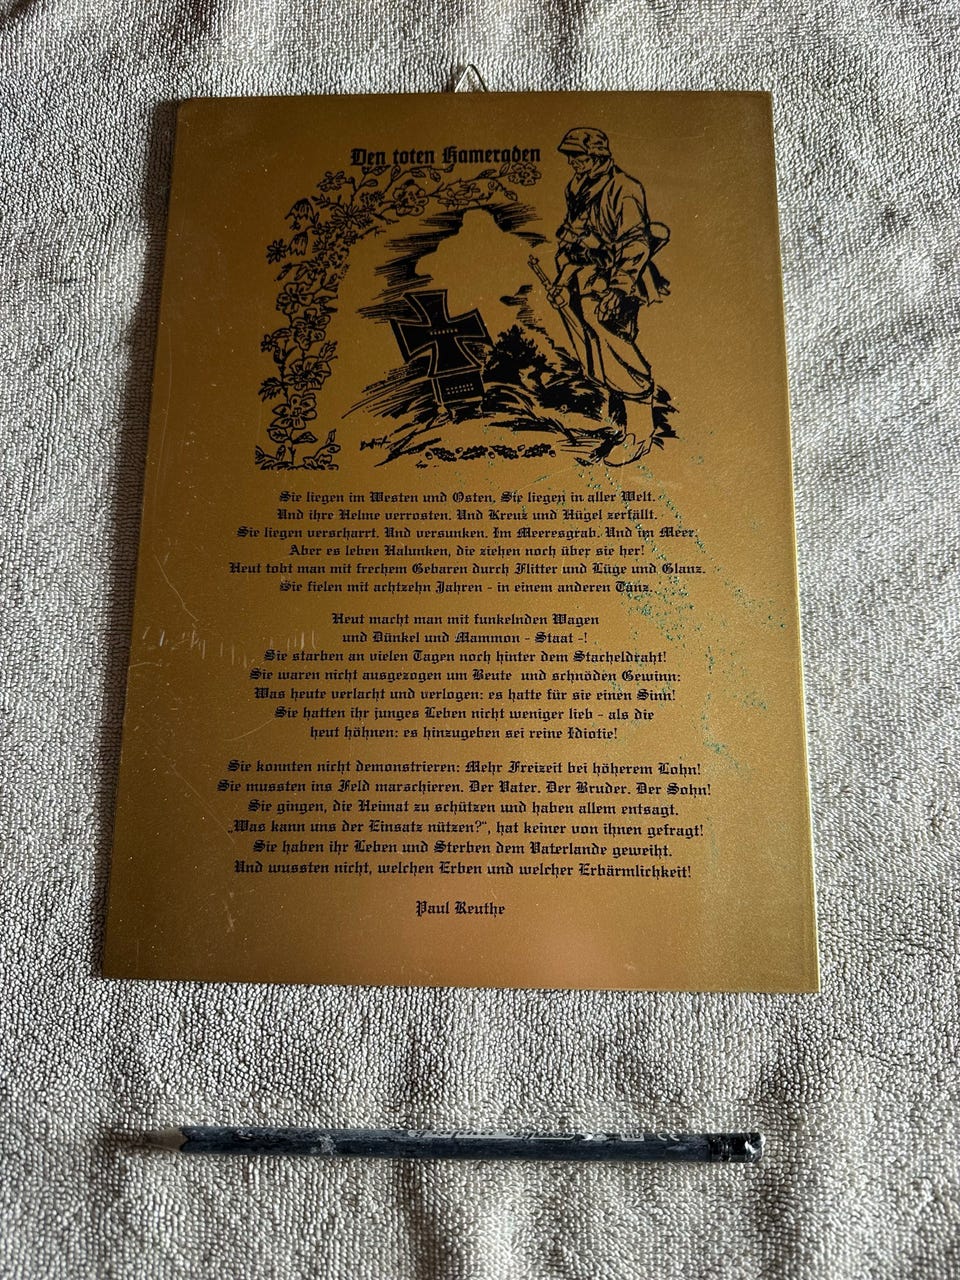 Den toten Kameraden
Sie liegen im Westen und Osten, Sie liegen in aller Welt.
Und ihre Helme verrosten. Und Kreuz und Hügel zerfällt.
Sie liegen verscharrt. Und versunken. Im Meeresgrab. Und im Meer.
Aber es leben Halunken, die ziehen noch über sie her!
Heut tobt man mit frechem Gebaren durch Flitter und Lüge und Glanz.
Sie fielen mit achtzehn Jahren - in einem anderen Tanz.
Heut macht man mit funkelnden Wagen
und Dünkel und Mammon - Staat -!
Sie starben an vielen Tagen noch hinter dem Stacheldraht!
Sie waren nicht ausgezogen um Beute und schnöden Gewinn:
Was heute verlacht und verlogen: es hatte für sie einen Sinn!
Sie hatten ihr junges Leben nicht weniger lieb - als die
heut höhnen: es hinzugeben sei reine Idiotie!
Sie konnten nicht demonstrieren: Mehr Freizeit bei höherem Lohn!
Sie mussten ins Feld marschieren. Der Vater. Der Bruder. Der Sohn!
Sie gingen, die Heimat zu schützen und haben allem entsagt.
„Was kann uns der Einsatz nützen?“, hat keiner von ihnen gefragt!
Sie haben ihr Leben und Sterben dem Vaterlande geweiht.
Und wussten nicht, welchen Erben und welcher Erbärmlichkeit!
Paul Reuthe